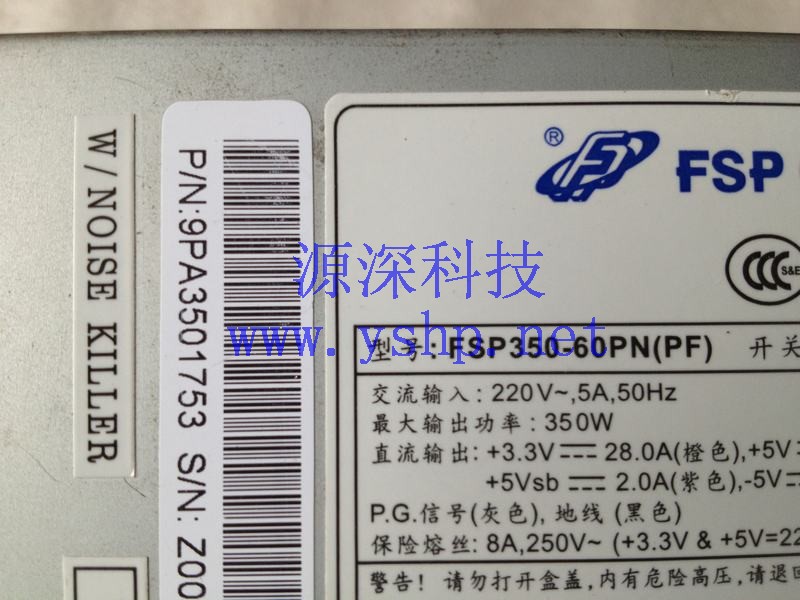 W/NOISE KILLER
P/N:9PA3501753 S/N: Z00
® FSP
S&E
源深科技
www.yshp.net
型号: FSP350-60PN(PF) 开关
交流输入: 220V~,5A,50Hz
最大输出功率: 350W
直流输出: +3.3V⎓28.0A(橙色),+5V
+5Vsb⎓2.0A(紫色),-5V
P.G.信号(灰色), 地线 (黑色)
保险熔丝: 8A,250V~ (+3.3V & +5V=22
警告! 请勿打开盒盖,内有危险高压,请退回